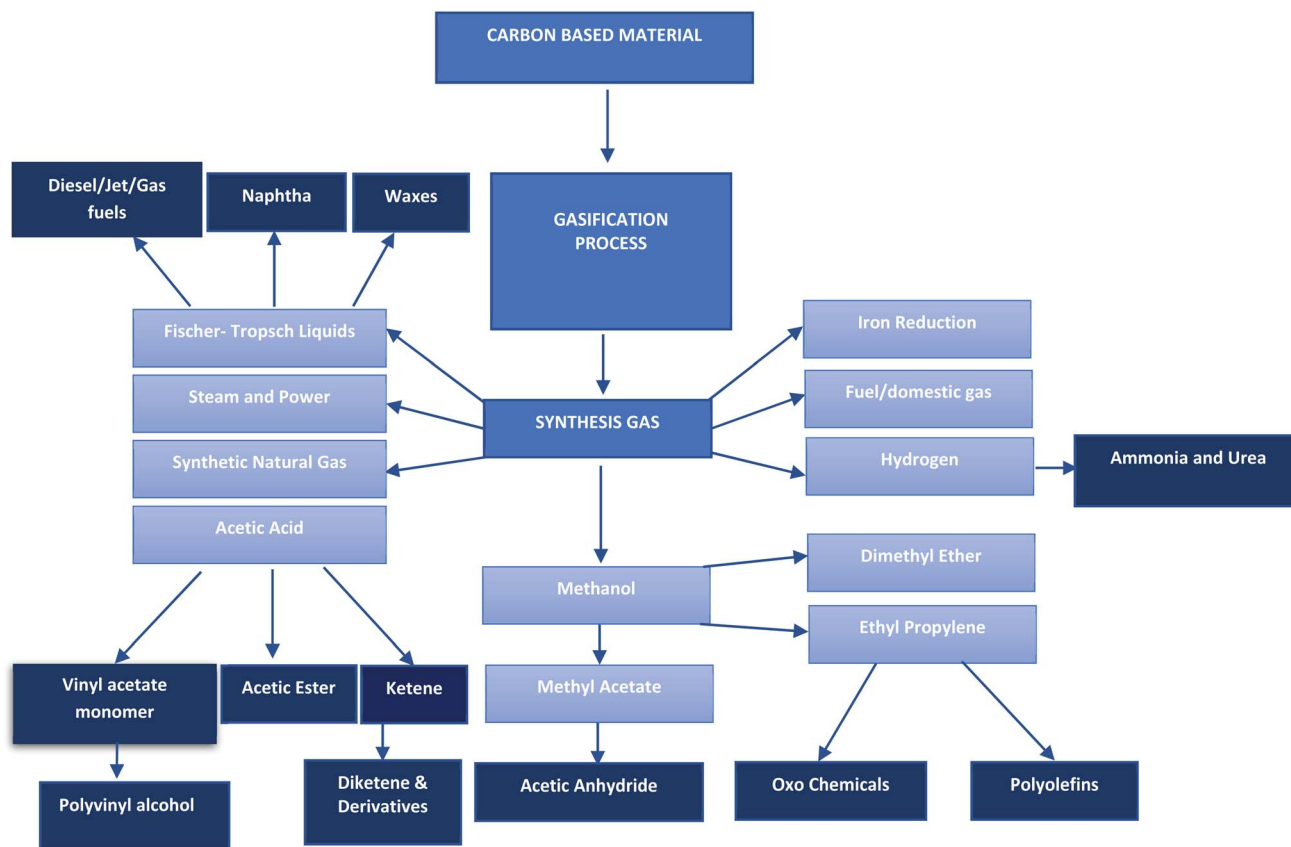 CARBON BASED MATERIAL
Diesel/Jet/Gas
fuels
Naphtha
Waxes
GASIFICATION
PROCESS
Fischer- Tropsch Liquids
Iron Reduction
Steam and Power
Fuel/domestic gas
SYNTHESIS GAS
Synthetic Natural Gas
Hydrogen
Ammonia and Urea
Acetic Acid
Dimethyl Ether
Methanol
Ethyl Propylene
Vinyl acetate
monomer
Acetic Ester
Ketene
Methyl Acetate
Polyvinyl alcohol
Diketene &
Derivatives
Acetic Anhydride
Oxo Chemicals
Polyolefins